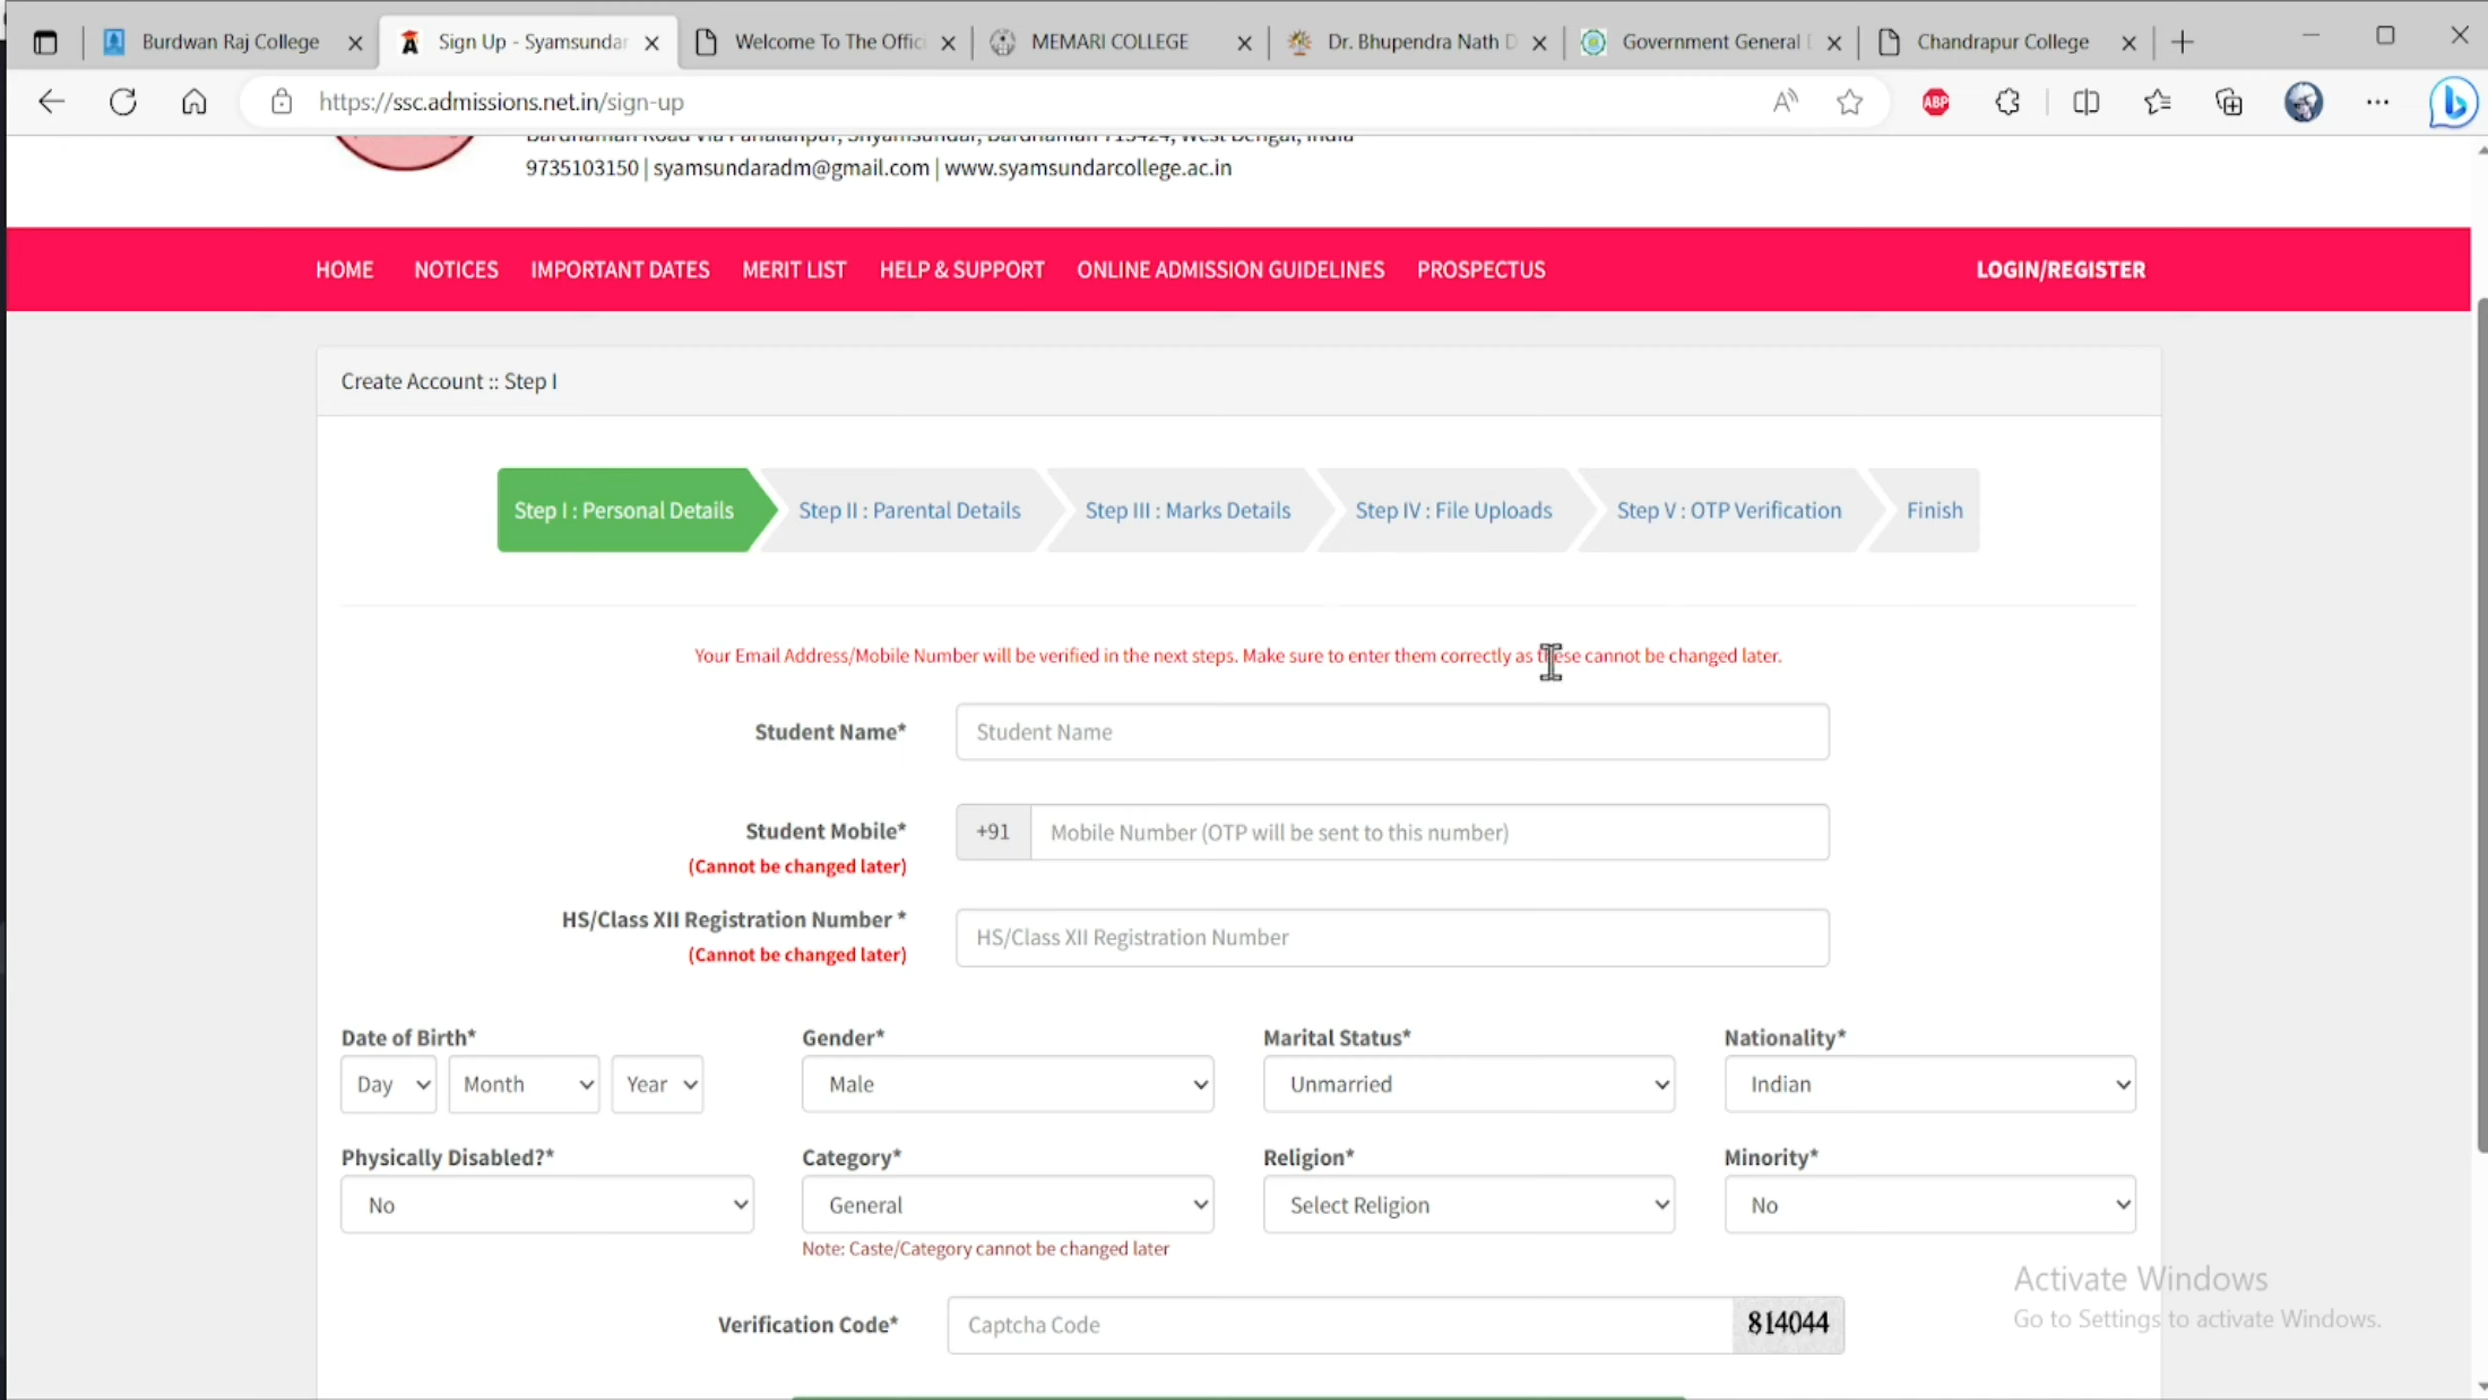 Burdwan Raj College
Sign Up - Syamsundar
Welcome To The Offici
MEMARI COLLEGE
Dr. Bhupendra Nath D
Government General D
Chandrapur College
https://ssc.admissions.net.in/sign-up
ABP
9735103150 | syamsundaradm@gmail.com | www.syamsundarcollege.ac.in
HOME NOTICES IMPORTANT DATES MERIT LIST HELP & SUPPORT ONLINE ADMISSION GUIDELINES PROSPECTUS LOGIN/REGISTER
Create Account :: Step I
Step I : Personal Details Step II : Parental Details Step III : Marks Details Step IV : File Uploads Step V : OTP Verification Finish
Your Email Address/Mobile Number will be verified in the next steps. Make sure to enter them correctly as these cannot be changed later.
Student Name* Student Name
Student Mobile* +91 Mobile Number (OTP will be sent to this number)
(Cannot be changed later)
HS/Class XII Registration Number * HS/Class XII Registration Number
(Cannot be changed later)
Date of Birth* Gender* Marital Status* Nationality*
Day Month Year Male Unmarried Indian
Physically Disabled?* Category* Religion* Minority*
No General Select Religion No
Note: Caste/Category cannot be changed later
Activate Windows
Go to Settings to activate Windows.
Verification Code* Captcha Code 814044